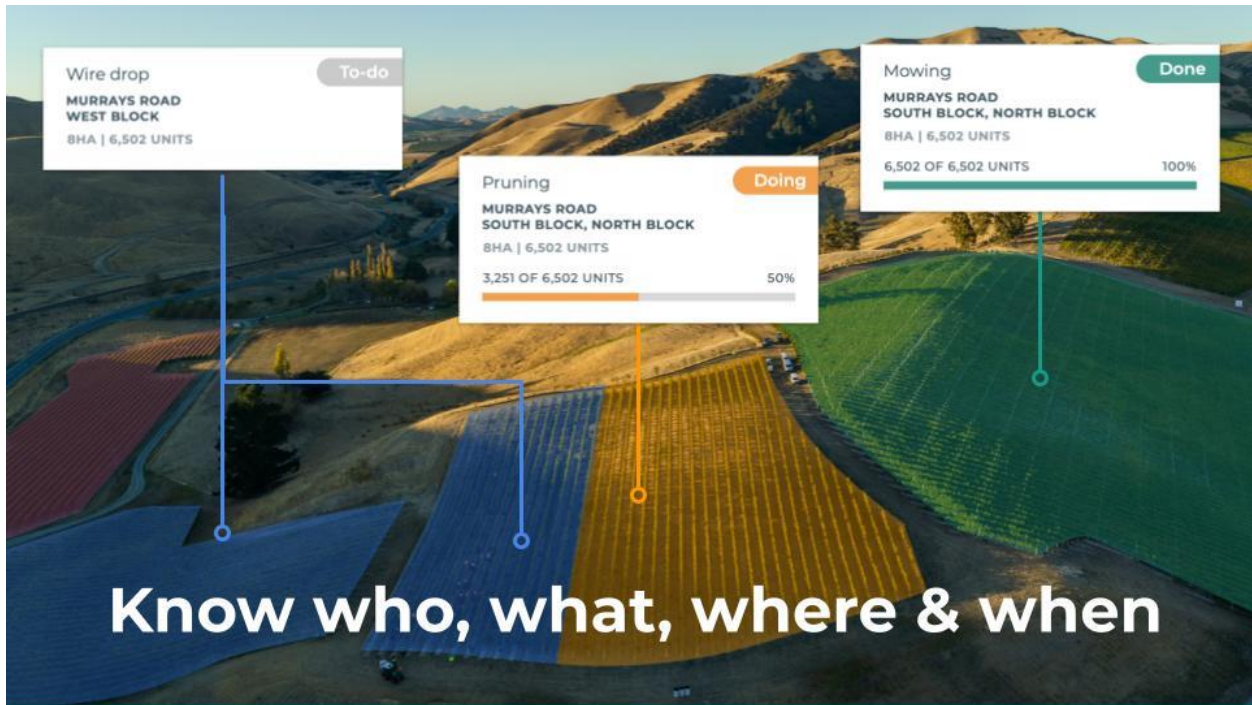 Wire drop
To-do
MURRAYS ROAD
WEST BLOCK
8HA | 6,502 UNITS
Pruning
Doing
MURRAYS ROAD
SOUTH BLOCK, NORTH BLOCK
8HA | 6,502 UNITS
3,251 OF 6,502 UNITS
50%
Mowing
Done
MURRAYS ROAD
SOUTH BLOCK, NORTH BLOCK
8HA | 6,502 UNITS
6,502 OF 6,502 UNITS
100%
Know who, what, where & when